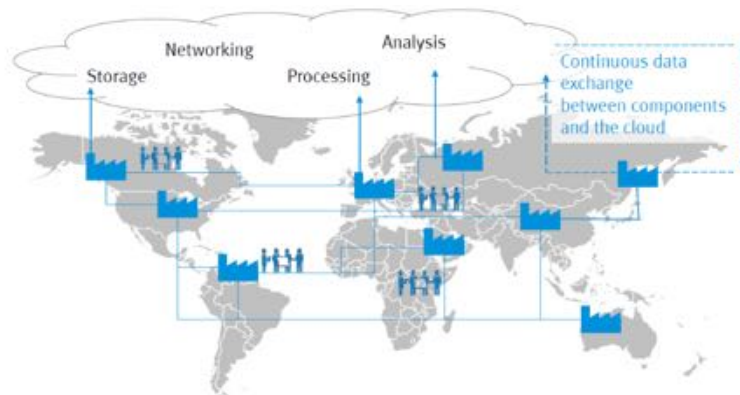 Networking
Analysis
Storage
Processing
Continuous data
exchange
between components
and the cloud